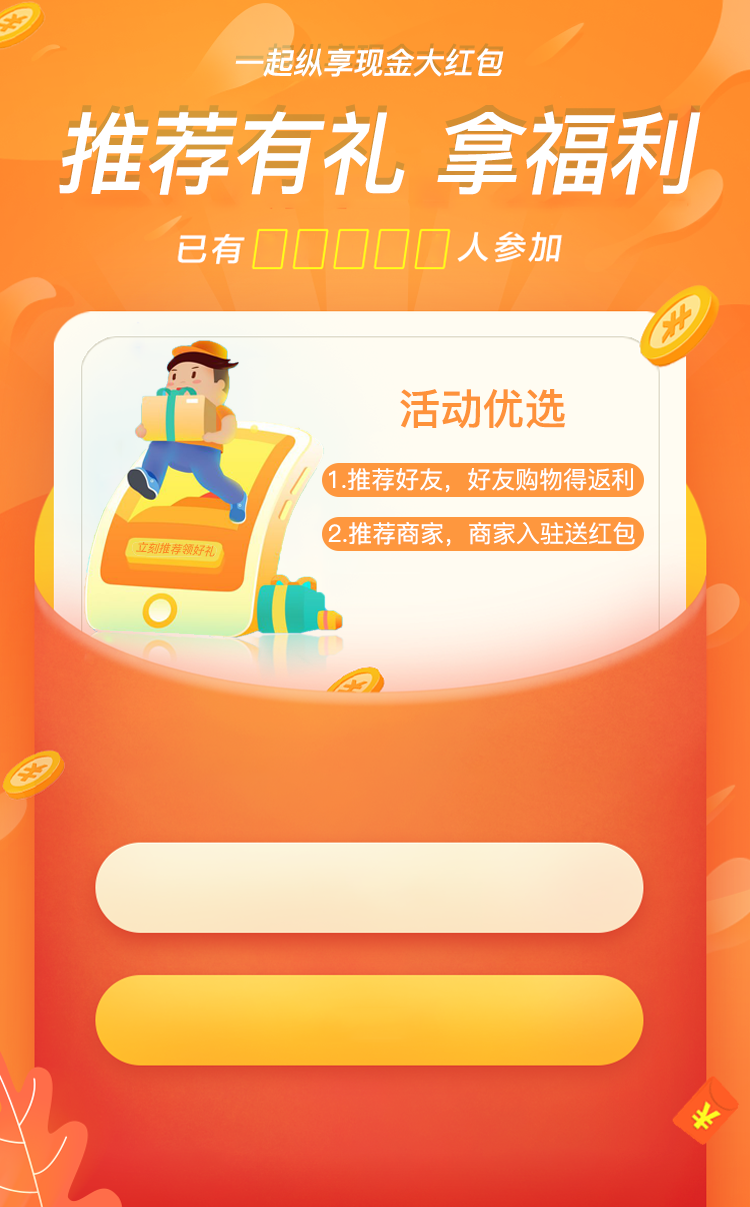 一起纵享现金大红包
推荐有礼 拿福利
已有□□□□□人参加
活动优选
1.推荐好友，好友购物得返利
2.推荐商家，商家入驻送红包
立刻推荐领好礼